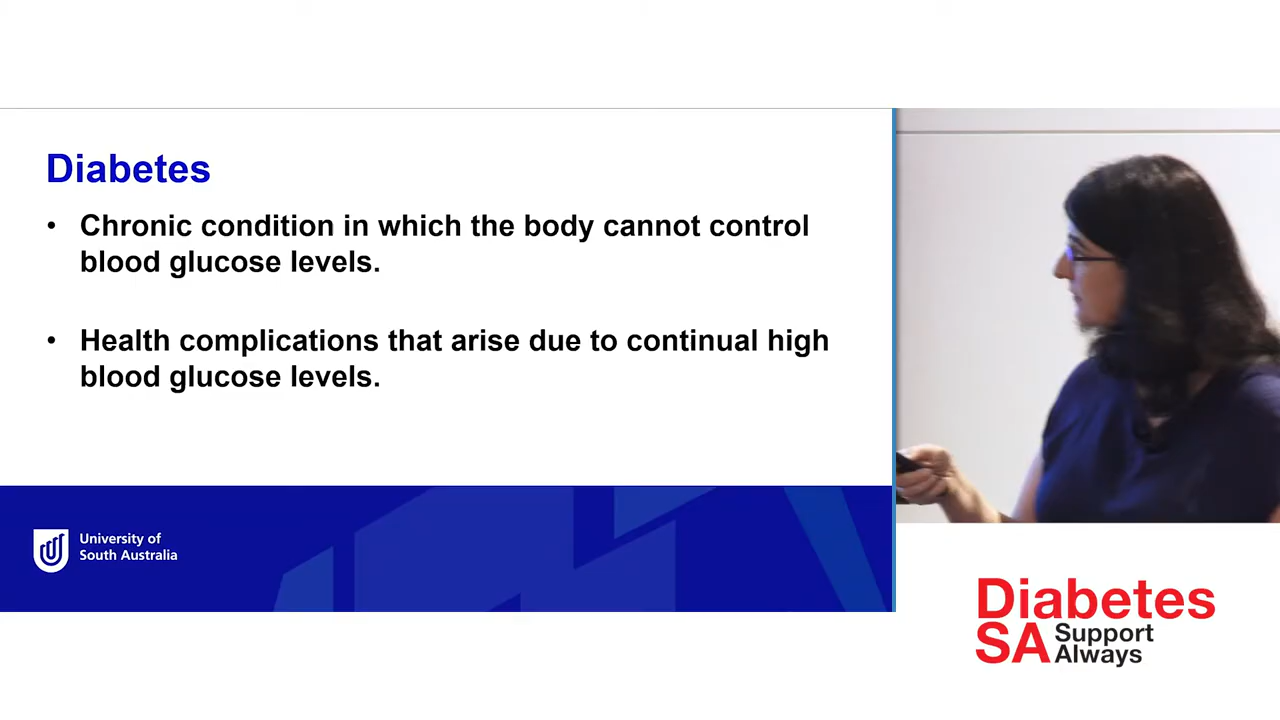 Diabetes
• Chronic condition in which the body cannot control
blood glucose levels.
• Health complications that arise due to continual high
blood glucose levels.
University of
South Australia
Diabetes
SA Support
Always